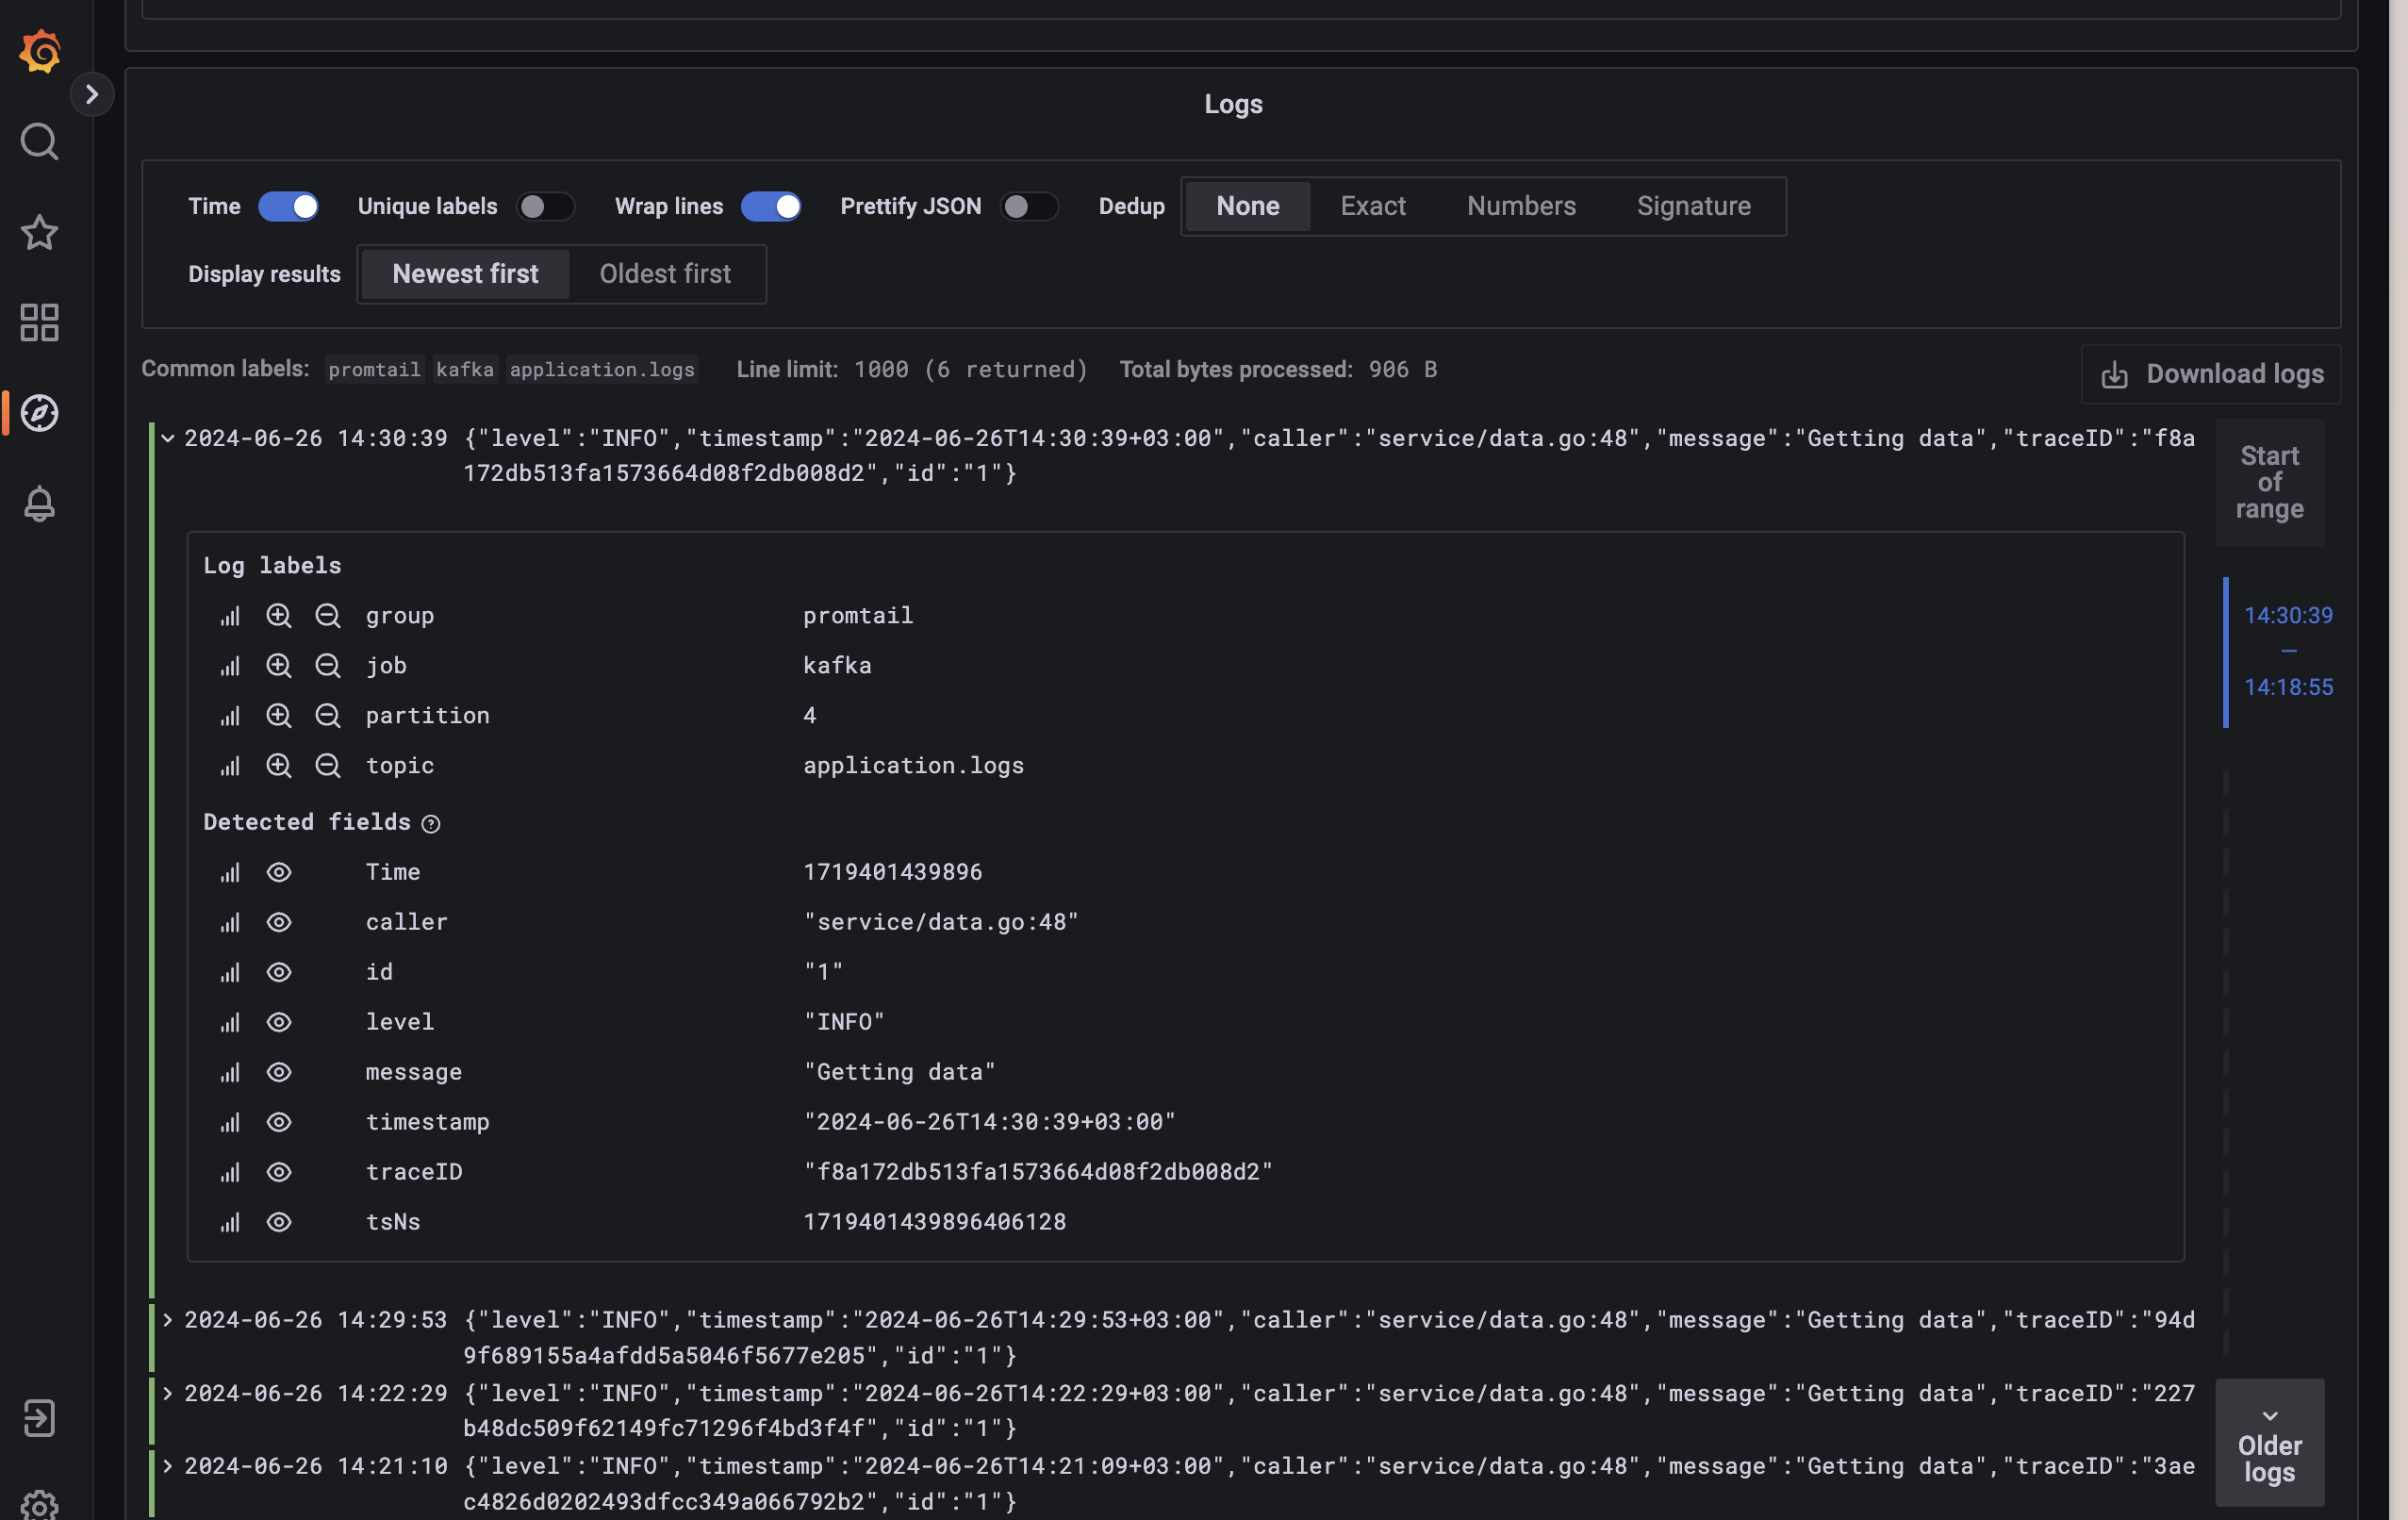 Logs
Time Unique labels Wrap lines Prettify JSON Dedup None Exact Numbers Signature
Display results Newest first Oldest first
Common labels: promtail kafka application.logs Line limit: 1000 (6 returned) Total bytes processed: 906 B Download logs
2024-06-26 14:30:39 {"level":"INFO","timestamp":"2024-06-26T14:30:39+03:00","caller":"service/data.go:48","message":"Getting data","traceID":"f8a
172db513fa1573664d08f2db008d2","id":"1"}
Start
of
range
Log labels
group promtail
job kafka
partition 4
topic application.logs
14:30:39
—
14:18:55
Detected fields
Time 1719401439896
caller "service/data.go:48"
id "1"
level "INFO"
message "Getting data"
timestamp "2024-06-26T14:30:39+03:00"
traceID "f8a172db513fa1573664d08f2db008d2"
tsNs 1719401439896406128
2024-06-26 14:29:53 {"level":"INFO","timestamp":"2024-06-26T14:29:53+03:00","caller":"service/data.go:48","message":"Getting data","traceID":"94d
9f689155a4afdd5a5046f5677e205","id":"1"}
2024-06-26 14:22:29 {"level":"INFO","timestamp":"2024-06-26T14:22:29+03:00","caller":"service/data.go:48","message":"Getting data","traceID":"227
b48dc509f62149fc71296f4bd3f4f","id":"1"}
2024-06-26 14:21:10 {"level":"INFO","timestamp":"2024-06-26T14:21:09+03:00","caller":"service/data.go:48","message":"Getting data","traceID":"3ae
c4826d0202493dfcc349a066792b2","id":"1"}
Older
logs